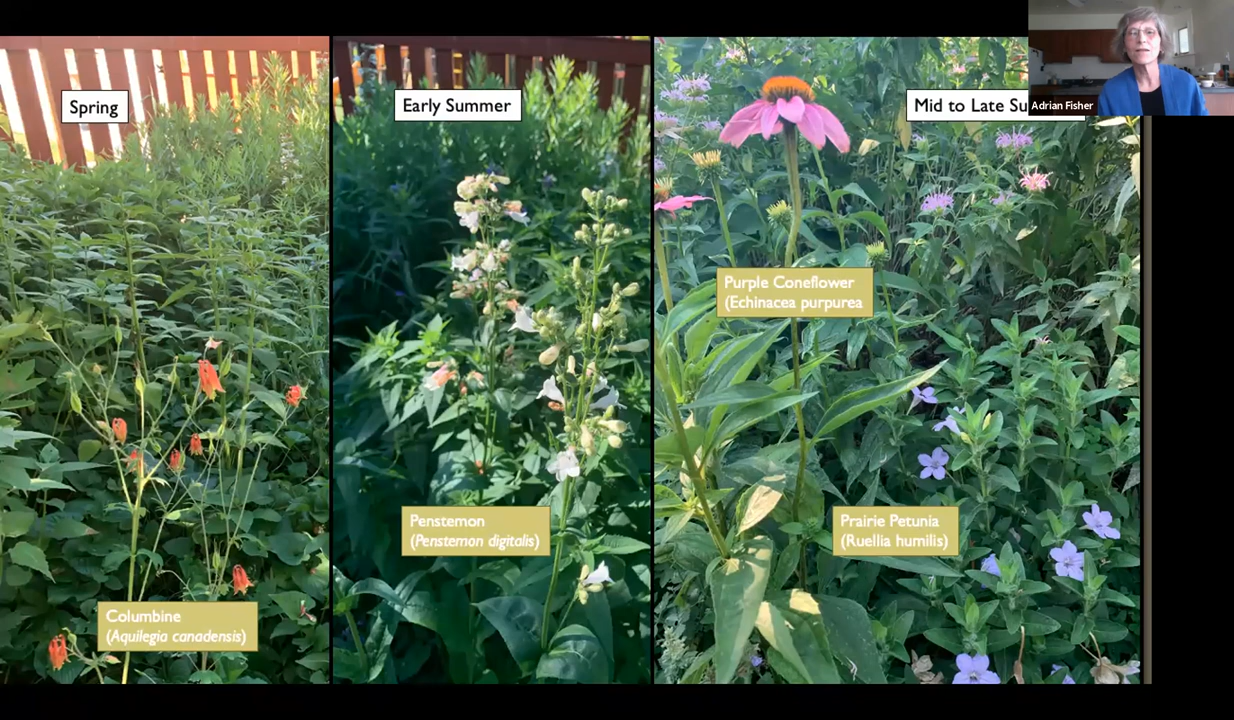 Spring
Early Summer
Mid to Late Su
Adrian Fisher
Purple Coneflower
(Echinacea purpurea
Penstemon
(Penstemon digitalis)
Prairie Petunia
(Ruellia humilis)
Columbine
(Aquilegia canadensis)